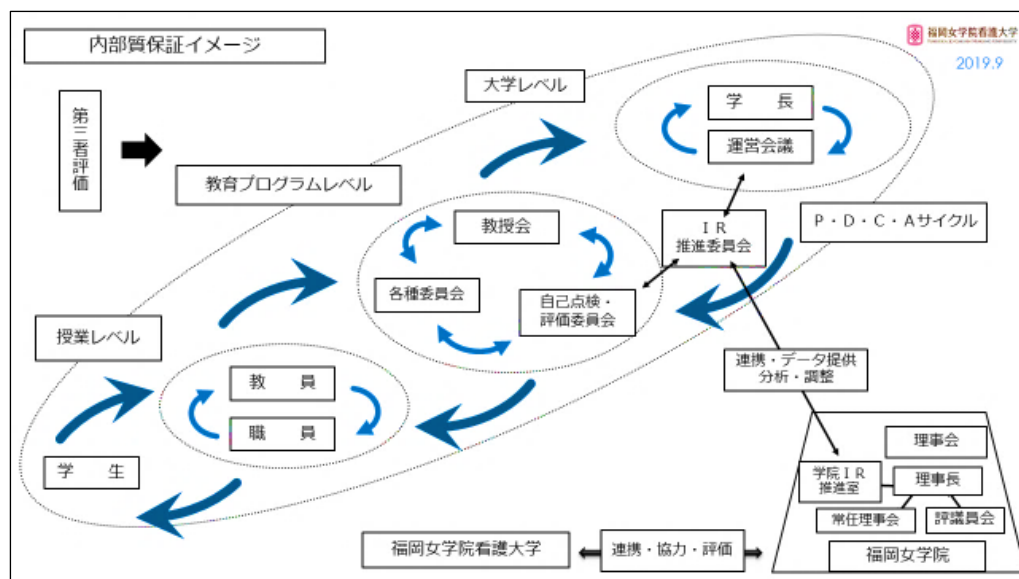 内部質保証イメージ
福岡女学院看護大学
2019.9
大学レベル
学 長
運営会議
第三者評価
教育プログラムレベル
教授会
IR
推進委員会
P・D・C・Aサイクル
各種委員会
自己点検・
評価委員会
授業レベル
教 員
職 員
連携・データ提供
分析・調整
学 生
理事会
学院IR
推進室
理事長
常任理事会
評議員会
福岡女学院看護大学
連携・協力・評価
福岡女学院